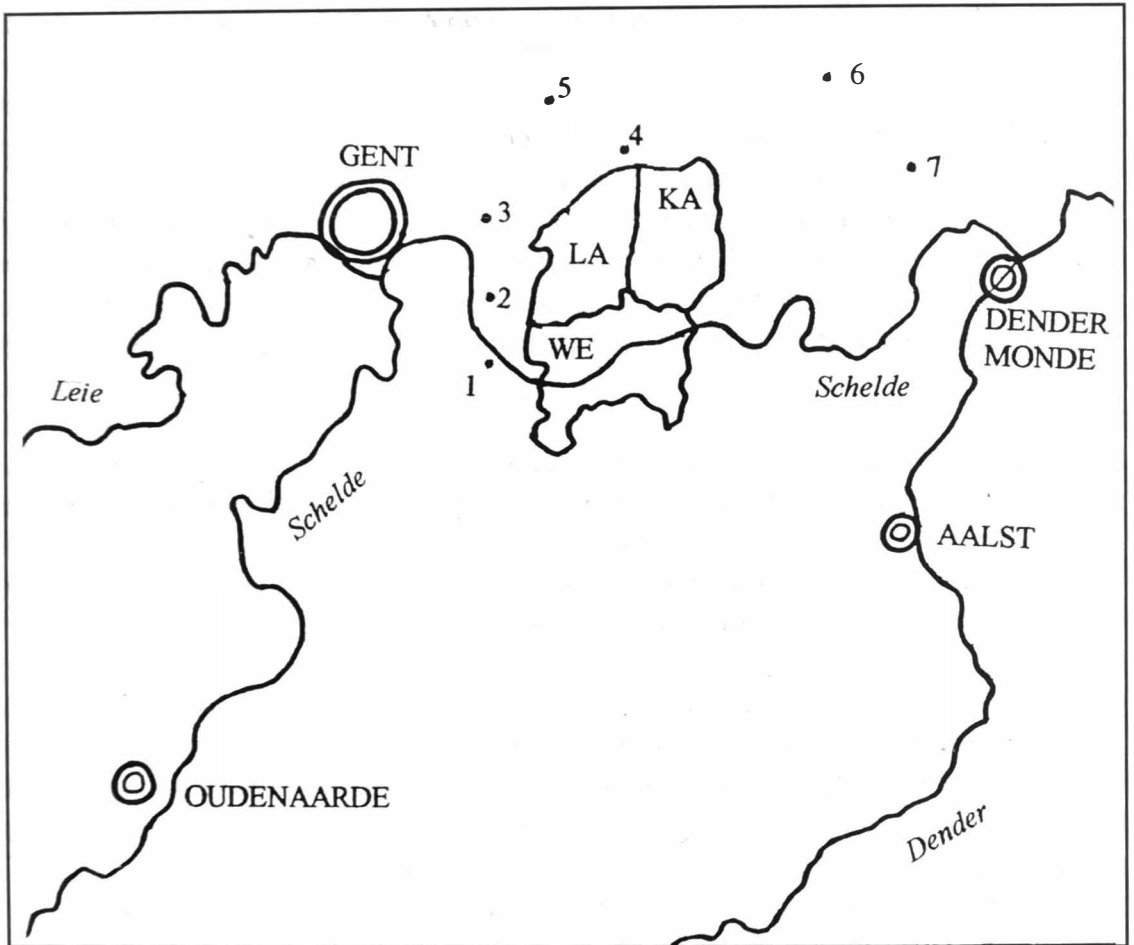 5
6
4
GENT
7
KA
3
LA
2
DENDER
MONDE
WE
1
Leie
Schelde
Schelde
AALST
OUDENAARDE
Dender